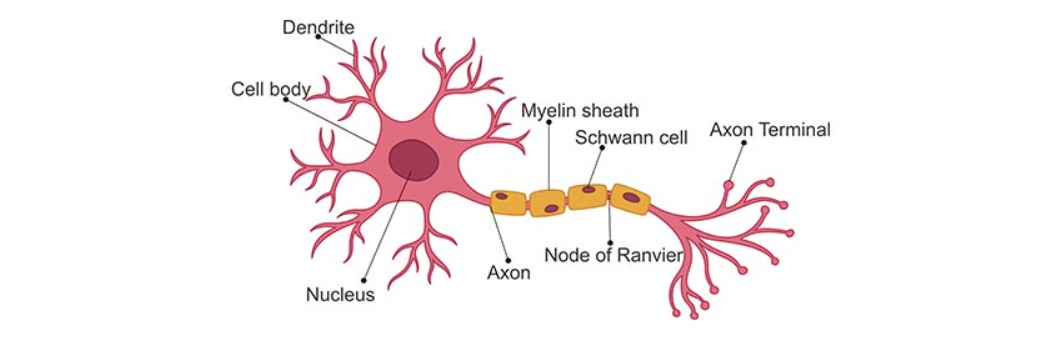 Dendrite
Cell body
Myelin sheath
Schwann cell
Axon Terminal
Node of Ranvier
Axon
Nucleus